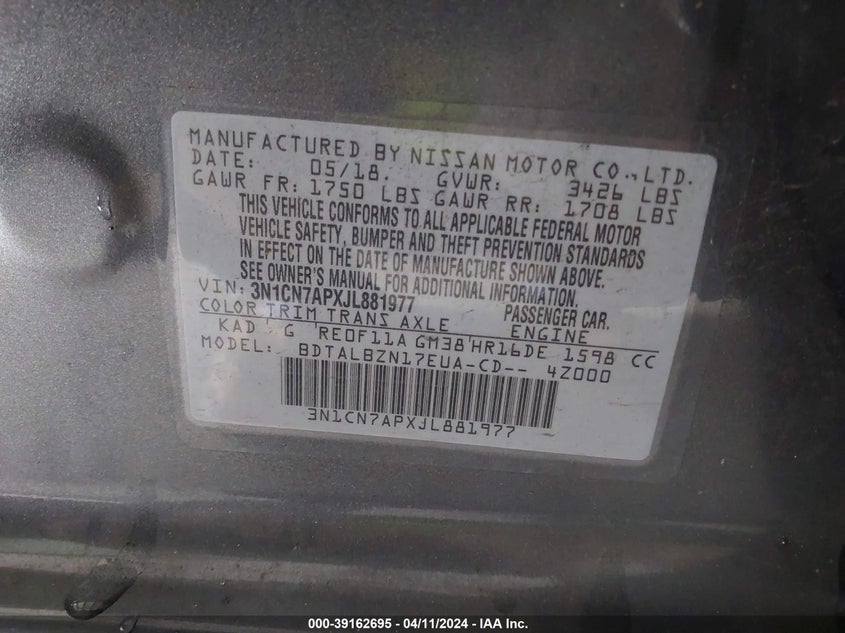 MANUFACTURED BY NISSAN MOTOR CO., LTD.
DATE: 05/18. GVWR: 3426 LBS
GAWR FR: 1750 LBS GAWR RR: 1708 LBS
THIS VEHICLE CONFORMS TO ALL APPLICABLE FEDERAL MOTOR
VEHICLE SAFETY, BUMPER AND THEFT PREVENTION STANDARDS
IN EFFECT ON THE DATE OF MANUFACTURE SHOWN ABOVE.
SEE OWNER'S MANUAL FOR ADDITIONAL INFORMATION.
VIN: 3N1CN7APXJL881977 PASSENGER CAR.
COLOR TRIM TRANS AXLE ENGINE
KAD G RE0F11A GM38 HR16DE 1598 CC
MODEL: BDTALBZN17EUA-CD-- 4Z000
3N1CN7APXJL881977
000-39162695 - 04/11/2024 - IAA Inc.